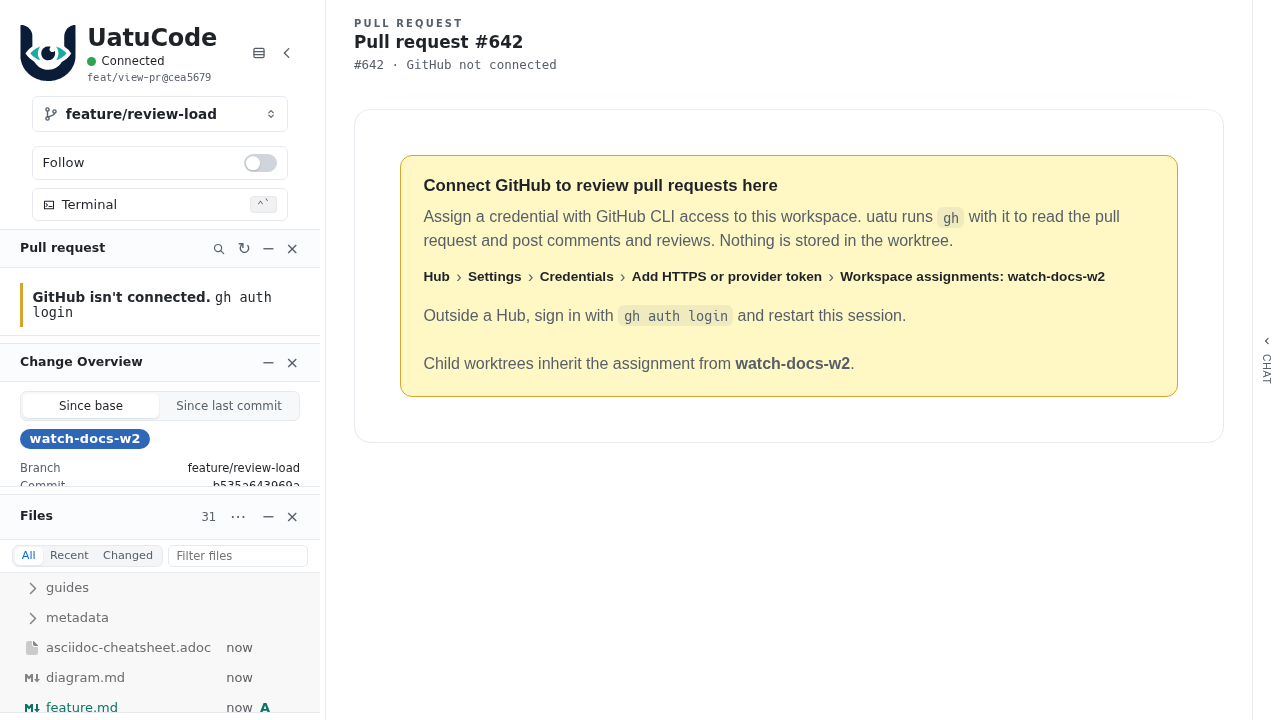 UatuCode
Connected
feat/view-pr@cea5679
feature/review-load
Follow
Terminal ^`
Pull request
GitHub isn't connected. gh auth
login
Change Overview
Since base Since last commit
watch-docs-w2
Branch feature/review-load
Commit b535a643969a
Files 31 ···
All Recent Changed Filter files
guides
metadata
asciidoc-cheatsheet.adoc now
diagram.md now
feature.md now A
PULL REQUEST
Pull request #642
#642 · GitHub not connected
Connect GitHub to review pull requests here
Assign a credential with GitHub CLI access to this workspace. uatu runs gh with it to read the pull
request and post comments and reviews. Nothing is stored in the worktree.
Hub › Settings › Credentials › Add HTTPS or provider token › Workspace assignments: watch-docs-w2
Outside a Hub, sign in with gh auth login and restart this session.
Child worktrees inherit the assignment from watch-docs-w2.
CHAT